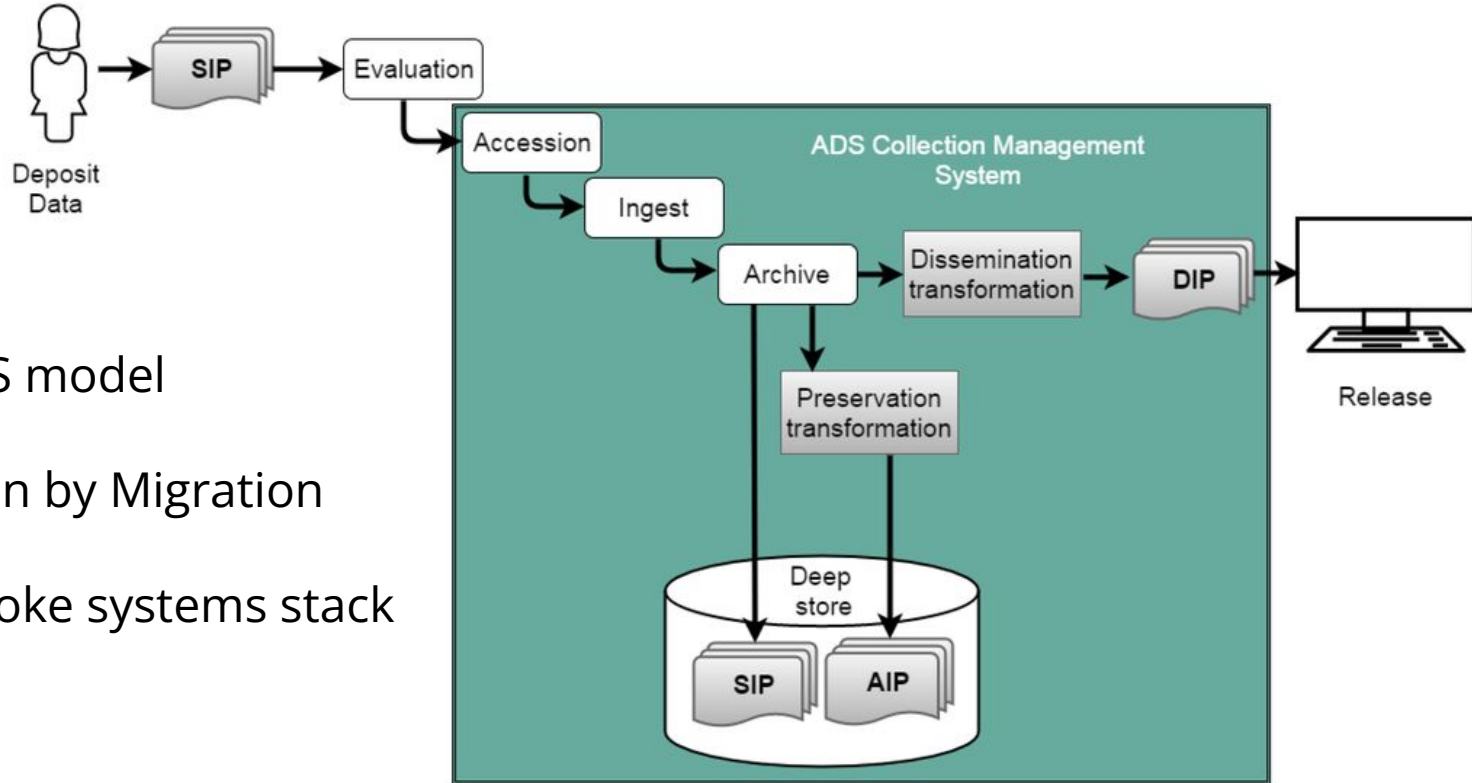 SIP
Evaluation
Deposit
Data
Accession
ADS Collection Management
System
Ingest
Archive
Dissemination
transformation
DIP
Release
Preservation
transformation
Deep
store
SIP
AIP
S model
n by Migration
oke systems stack